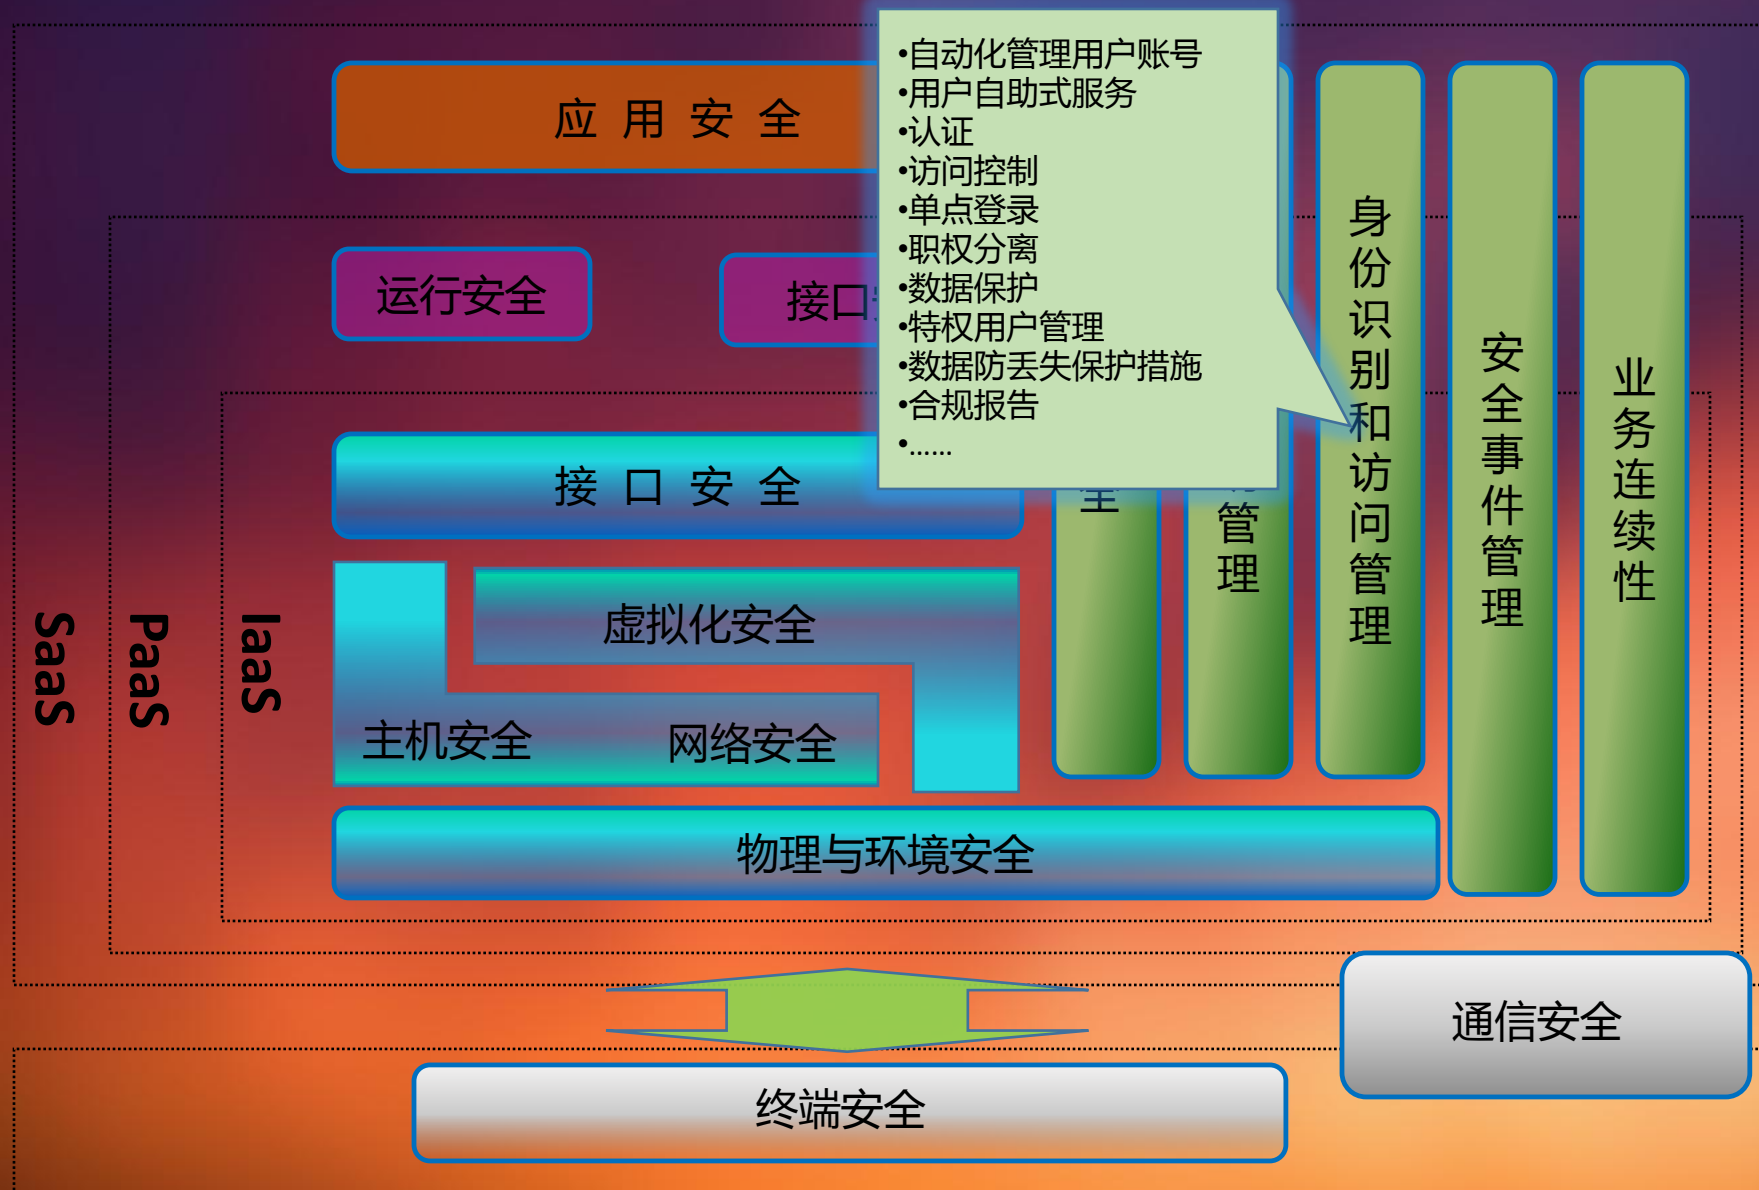 •自动化管理用户账号
•用户自助式服务
•认证
•访问控制
•单点登录
•职权分离
•数据保护
•特权用户管理
•数据防丢失保护措施
•合规报告
•......
应 用 安 全
运行安全
接口
接 口 安 全
虚拟化安全
主机安全
网络安全
物理与环境安全
全
管理
身份识别和访问管理
安全事件管理
业务连续性
SaaS
PaaS
IaaS
通信安全
终端安全